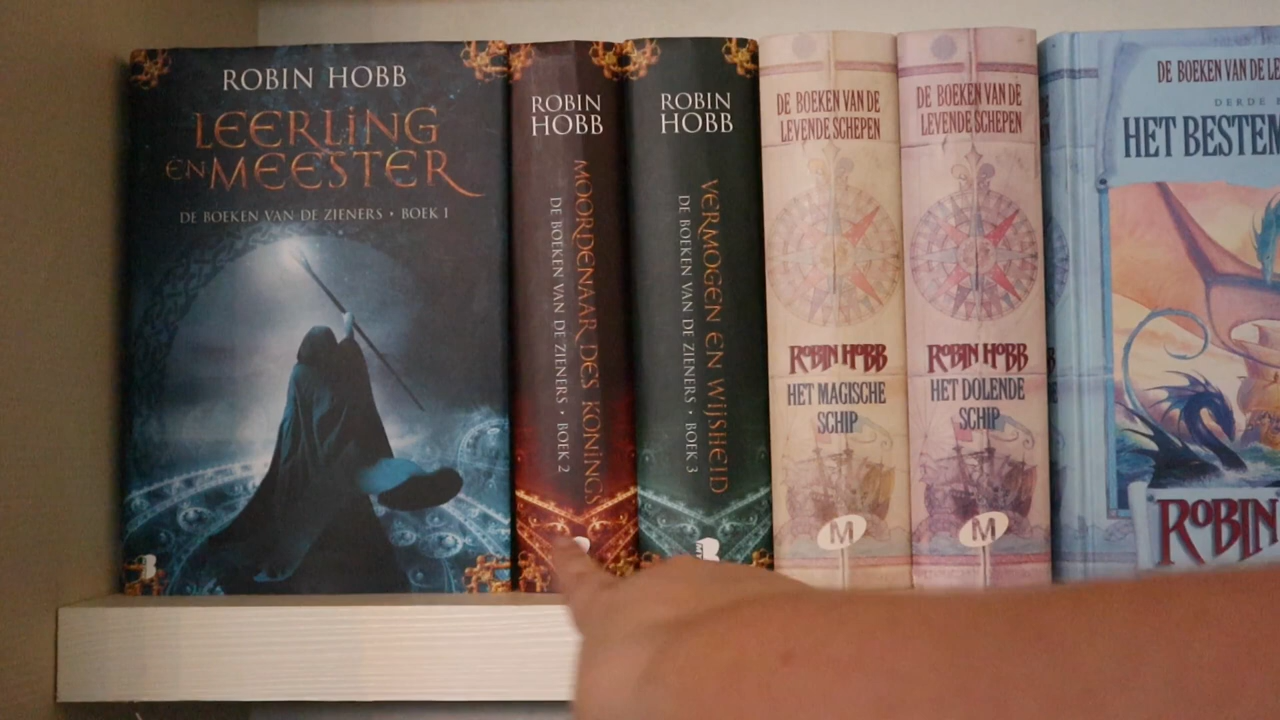 ROBIN HOBB
LEERLING
EN MEESTER
DE BOEKEN VAN DE ZIENERS • BOEK 1
ROBIN
HOBB
MOORDENAAR DES KONINGS
DE BOEKEN VAN DE ZIENERS • BOEK 2
ROBIN
HOBB
VERMOGEN EN WIJSHEID
DE BOEKEN VAN DE ZIENERS • BOEK 3
DE BOEKEN VAN DE
LEVENDE SCHEPEN
ROBIN HOBB
HET MAGISCHE
SCHIP
M
DE BOEKEN VAN DE
LEVENDE SCHEPEN
ROBIN HOBB
HET DOLENDE
SCHIP
M
DE BOEKEN VAN DE LE
DERDE
HET BESTEM
ROBIN